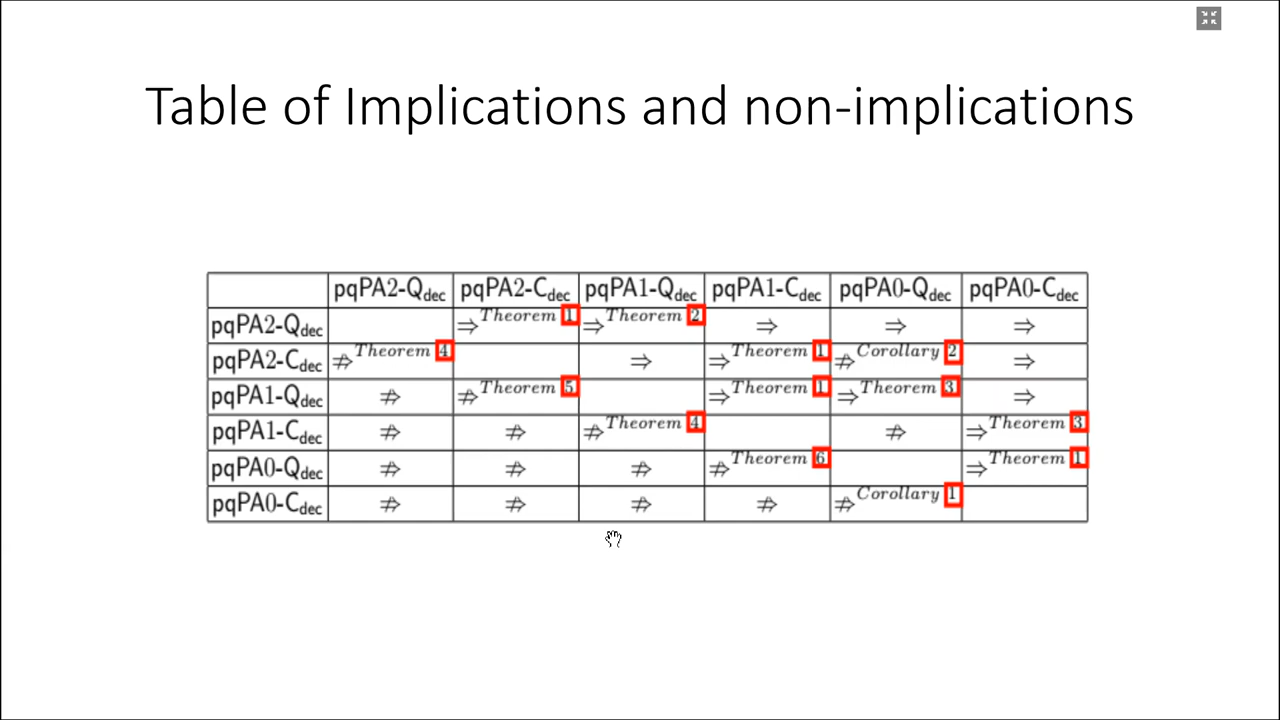 Table of Implications and non-implications
pqPA2-Qdec pqPA2-Cdec pqPA1-Qdec pqPA1-Cdec pqPA0-Qdec pqPA0-Cdec
pqPA2-Qdec ⇒Theorem 1 ⇒Theorem 2 ⇒ ⇒ ⇒
pqPA2-Cdec ⇏Theorem 4 ⇒ ⇒Theorem 1 ⇏Corollary 2 ⇒
pqPA1-Qdec ⇏ ⇏Theorem 5 ⇒Theorem 1 ⇒Theorem 3 ⇒
pqPA1-Cdec ⇏ ⇏ ⇏Theorem 4 ⇏ ⇒Theorem 3
pqPA0-Qdec ⇏ ⇏ ⇏ ⇏Theorem 6 ⇒Theorem 1
pqPA0-Cdec ⇏ ⇏ ⇏ ⇏ ⇏Corollary 1